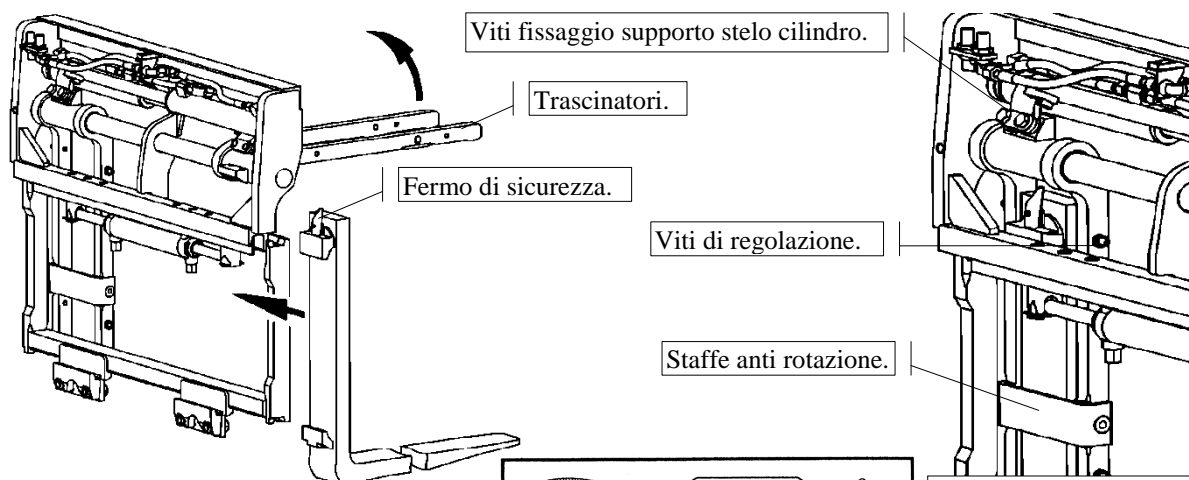 Viti fissaggio supporto stelo cilindro.
Trascinatori.
Fermo di sicurezza.
Viti di regolazione.
Staffe anti rotazione.